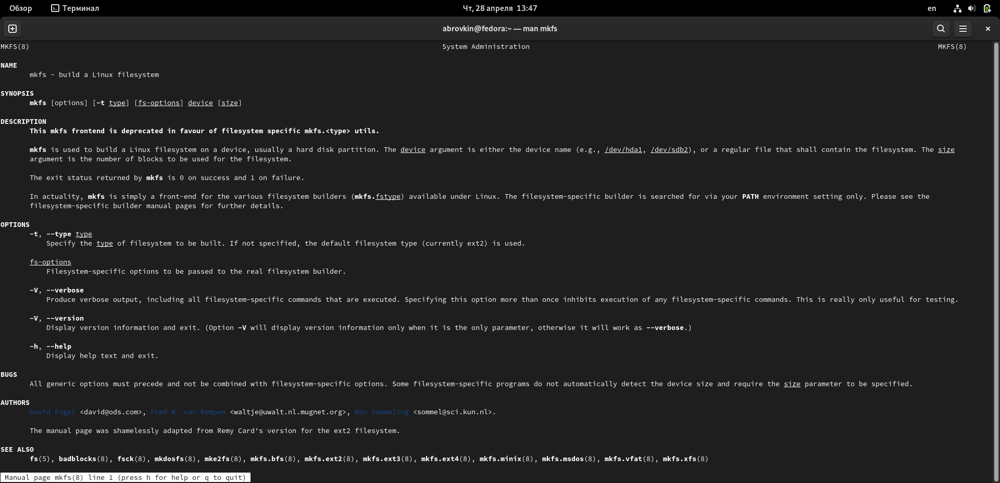 Обзор Терминал Чт, 28 апреля 13:47 en
abrovkin@fedora:~ — man mkfs
MKFS(8) System Administration MKFS(8)
NAME
mkfs - build a Linux filesystem
SYNOPSIS
mkfs [options] [-t type] [fs-options] device [size]
DESCRIPTION
This mkfs frontend is deprecated in favour of filesystem specific mkfs.<type> utils.
mkfs is used to build a Linux filesystem on a device, usually a hard disk partition. The device argument is either the device name (e.g., /dev/hda1, /dev/sdb2), or a regular file that shall contain the filesystem. The size
argument is the number of blocks to be used for the filesystem.
The exit status returned by mkfs is 0 on success and 1 on failure.
In actuality, mkfs is simply a front-end for the various filesystem builders (mkfs.fstype) available under Linux. The filesystem-specific builder is searched for via your PATH environment setting only. Please see the
filesystem-specific builder manual pages for further details.
OPTIONS
-t, --type type
Specify the type of filesystem to be built. If not specified, the default filesystem type (currently ext2) is used.
fs-options
Filesystem-specific options to be passed to the real filesystem builder.
-V, --verbose
Produce verbose output, including all filesystem-specific commands that are executed. Specifying this option more than once inhibits execution of any filesystem-specific commands. This is really only useful for testing.
-V, --version
Display version information and exit. (Option -V will display version information only when it is the only parameter, otherwise it will work as --verbose.)
-h, --help
Display help text and exit.
BUGS
All generic options must precede and not be combined with filesystem-specific options. Some filesystem-specific programs do not automatically detect the device size and require the size parameter to be specified.
AUTHORS
David Engel <david@ods.com>, Fred N. van Kempen <waltje@uwalt.nl.mugnet.org>, Ron Sommeling <sommel@sci.kun.nl>.
The manual page was shamelessly adapted from Remy Card’s version for the ext2 filesystem.
SEE ALSO
fs(5), badblocks(8), fsck(8), mkdosfs(8), mke2fs(8), mkfs.bfs(8), mkfs.ext2(8), mkfs.ext3(8), mkfs.ext4(8), mkfs.minix(8), mkfs.msdos(8), mkfs.vfat(8), mkfs.xfs(8)
Manual page mkfs(8) line 1 (press h for help or q to quit)